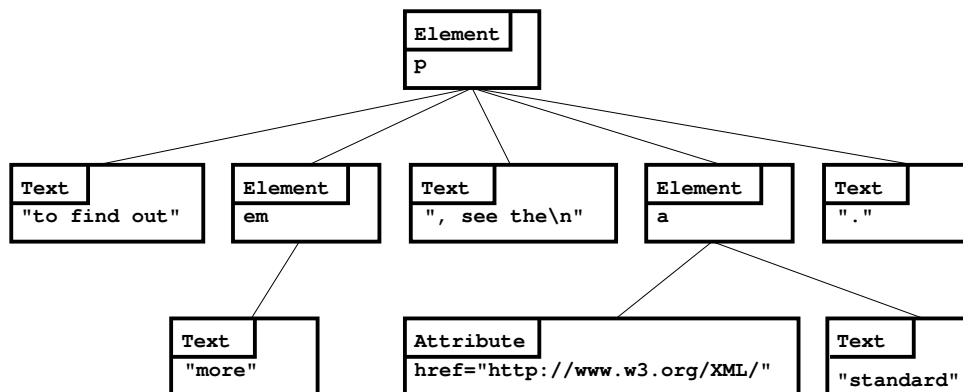 Element
p
Text
"to find out"
Element
em
Text
", see the\n"
Element
a
Text
"."
Text
"more"
Attribute
href="http://www.w3.org/XML/"
Text
"standard"